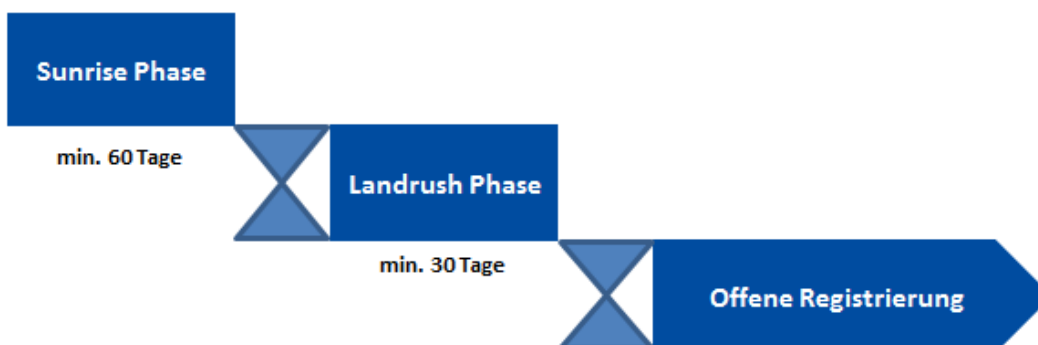 Sunrise Phase
min. 60 Tage
Landrush Phase
min. 30 Tage
Offene Registrierung